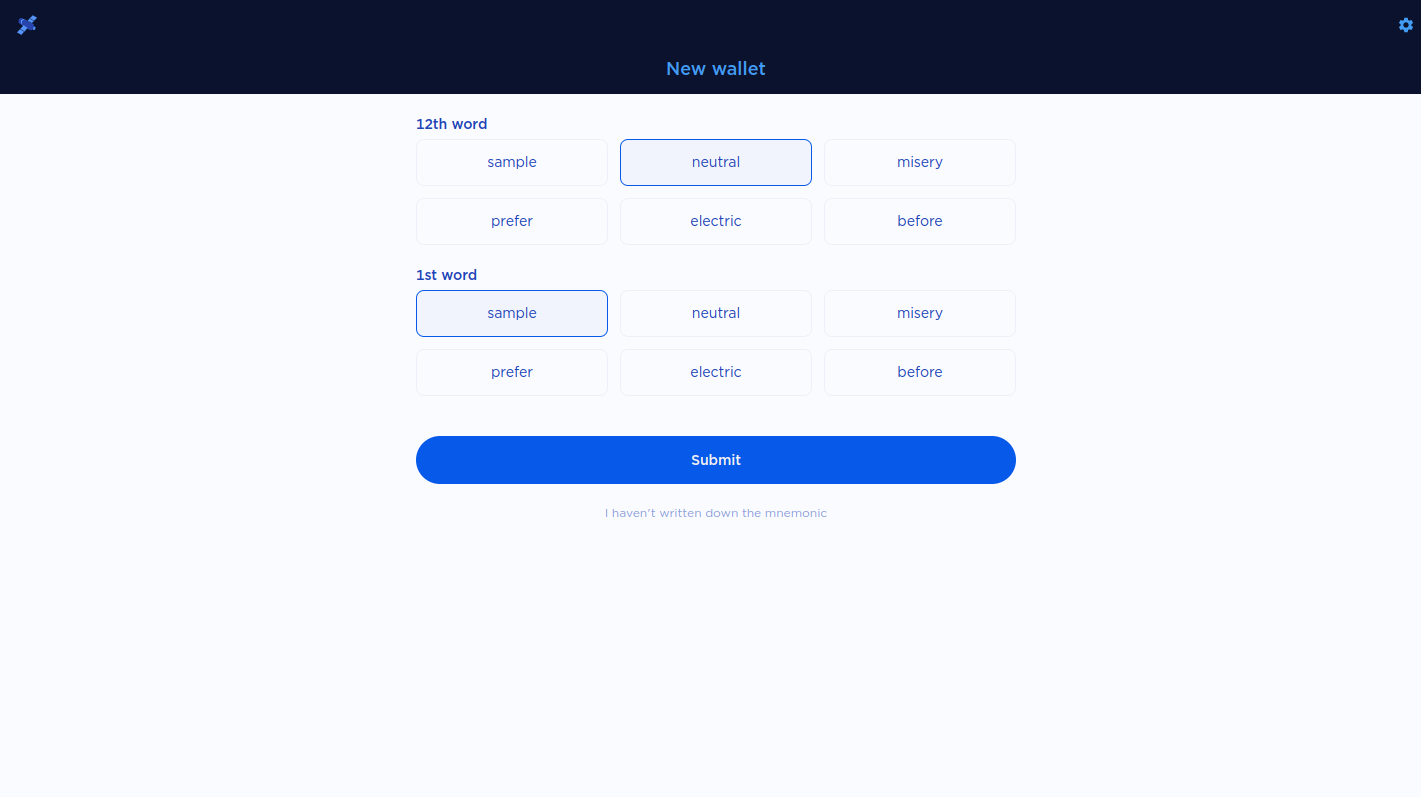 New wallet
12th word
sample neutral misery
prefer electric before
1st word
sample neutral misery
prefer electric before
Submit
I haven't written down the mnemonic